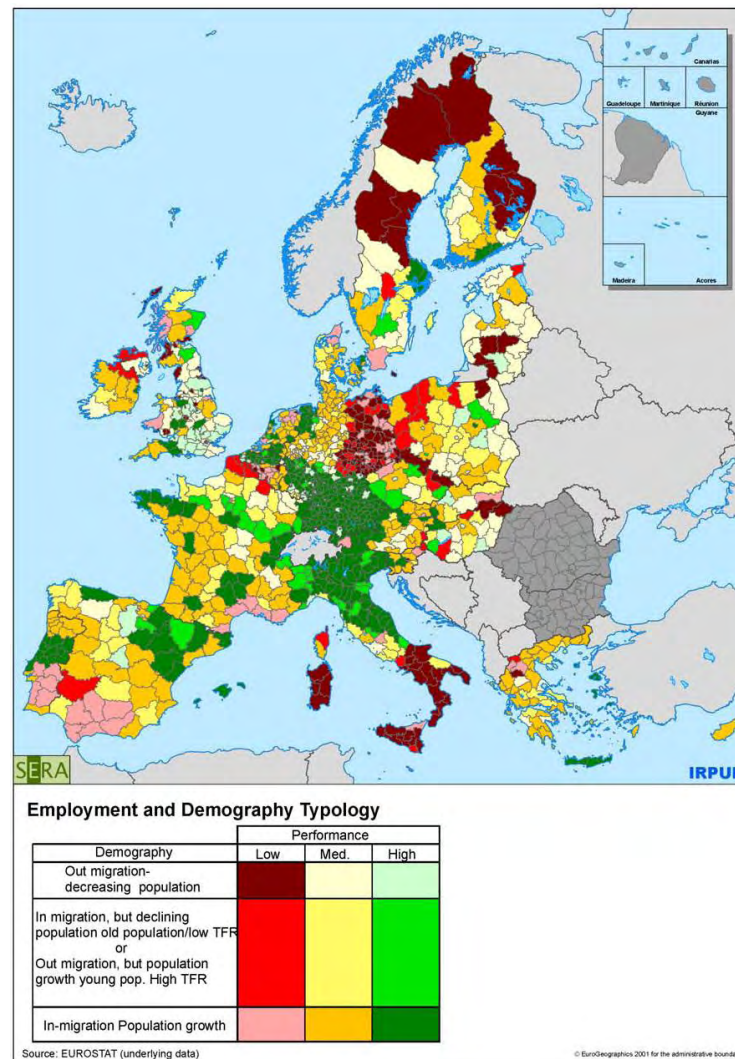 Canarias
Guadeloupe
Martinique
Réunion
Guyane
Madeira
Acores
SERA
IRPUD
Employment and Demography Typology
Performance
Demography
Low
Med.
High
Out migration-
decreasing population
In migration, but declining
population old population/low TFR
or
Out migration, but population
growth young pop. High TFR
In-migration Population growth
Source: EUROSTAT (underlying data)
© EuroGeographics 2001 for the administrative bounda